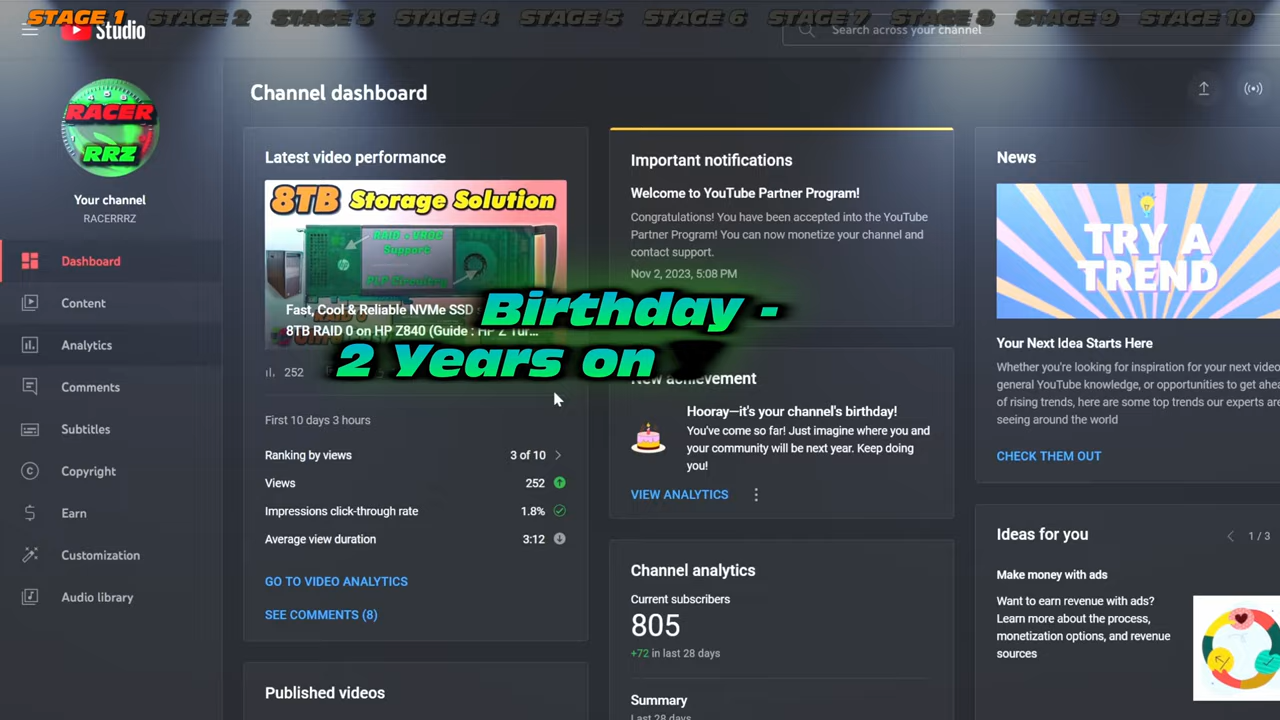 STAGE 1 STAGE 2 STAGE 3 STAGE 4 STAGE 5 STAGE 6 STAGE 7 STAGE 8 STAGE 9 STAGE 10
Studio
Search across your channel
RACER
RRZ
Your channel
RACERRRZ
Dashboard
Content
Analytics
Comments
Subtitles
Copyright
Earn
Customization
Audio library
Channel dashboard
Latest video performance
8TB Storage Solution
RAID + VROC
Support
PLP Circuitry
Fast, Cool & Reliable NVMe SSD
8TB RAID 0 on HP Z840 (Guide : HP Z Tur...
Birthday -
2 Years on
252
First 10 days 3 hours
Ranking by views 3 of 10
Views 252
Impressions click-through rate 1.8%
Average view duration 3:12
GO TO VIDEO ANALYTICS
SEE COMMENTS (8)
Published videos
Important notifications
Welcome to YouTube Partner Program!
Congratulations! You have been accepted into the YouTube
Partner Program! You can now monetize your channel and
contact support.
Nov 2, 2023, 5:08 PM
New achievement
Hooray—it's your channel's birthday!
You've come so far! Just imagine where you and
your community will be next year. Keep doing
you!
VIEW ANALYTICS
Channel analytics
Current subscribers
805
+72 in last 28 days
Summary
Last 28 days
News
TRY A
TREND
Your Next Idea Starts Here
Whether you're looking for inspiration for your next video
general YouTube knowledge, or opportunities to get ahea
of rising trends, here are some top trends our experts are
seeing around the world
CHECK THEM OUT
Ideas for you
1 / 3
Make money with ads
Want to earn revenue with ads?
Learn more about the process,
monetization options, and revenue
sources